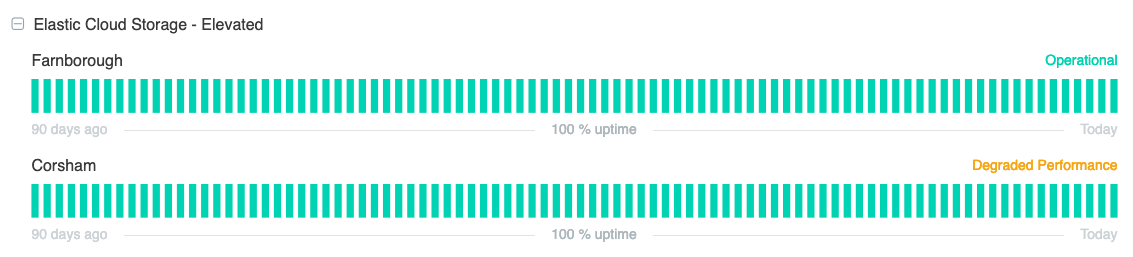 Elastic Cloud Storage - Elevated
Farnborough Operational
90 days ago 100 % uptime Today
Corsham Degraded Performance
90 days ago 100 % uptime Today